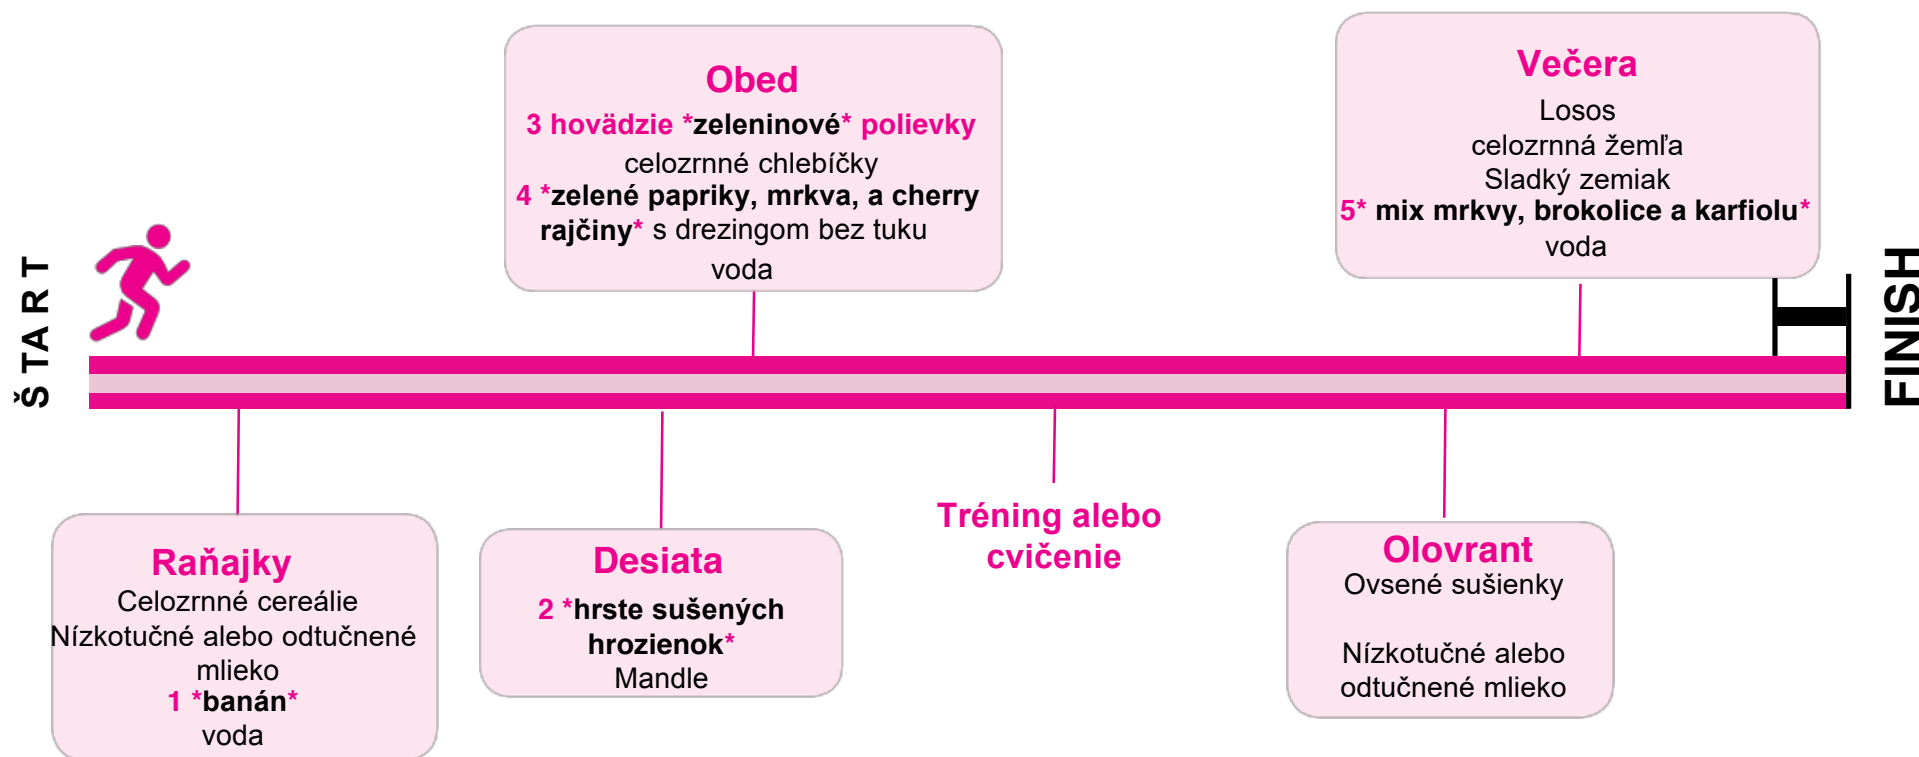 ŠTART
Obed
3 hovädzie *zeleninové* polievky
celozrnné chlebíčky
4 *zelené papriky, mrkva, a cherry
rajčiny* s drezingom bez tuku
voda
Večera
Losos
celozrnná žemľa
Sladký zemiak
5* mix mrkvy, brokolice a karfiolu*
voda
FINISH
Raňajky
Celozrnné cereálie
Nízkotučné alebo odtučnené
mlieko
1 *banán*
voda
Desiata
2 *hrste sušených
hrozienok*
Mandle
Tréning alebo
cvičenie
Olovrant
Ovsené sušienky
Nízkotučné alebo
odtučnené mlieko